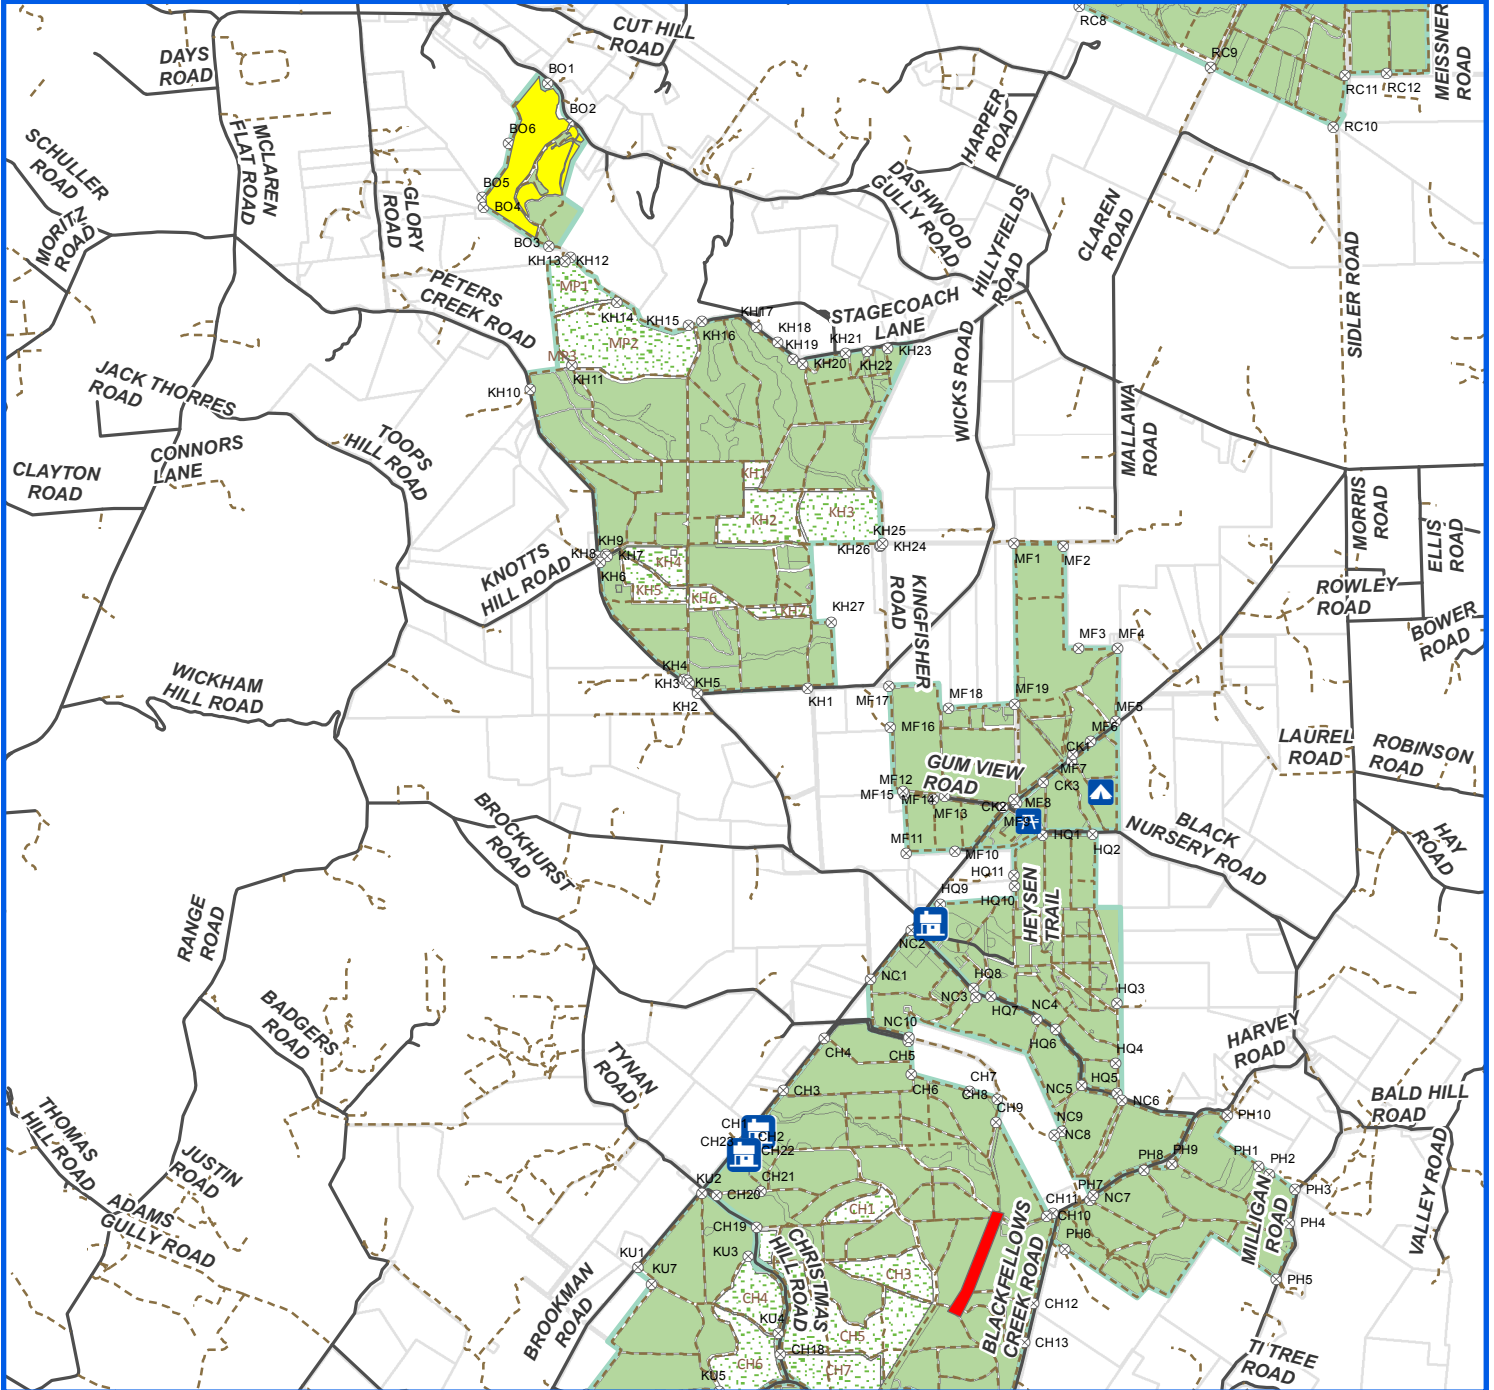 CUT HILL
ROAD
RC8
DAYS
ROAD
BO1
RC9
MEISSNER
ROAD
RC11
RC12
BO2
HARPER
ROAD
RC10
SCHULLER
ROAD
MCLAREN
FLAT ROAD
BO6
DASHWOOD
GULLY ROAD
BO5
BO4
MORITZ
ROAD
GLORY
ROAD
HILLYFIELDS
ROAD
CLAREN
ROAD
BO3
KH13
KH12
SIDLER ROAD
PETERS
CREEK ROAD
MP1
KH14
KH15
KH16
KH17
STAGECOACH
LANE
KH18
KH19
KH20
KH21
KH22
KH23
WICKS ROAD
MP2
MP3
KH11
KH10
JACK THORPES
ROAD
MALLAWA
ROAD
TOOPS
HILL ROAD
CONNORS
LANE
CLAYTON
ROAD
KH1
KH2
KH3
MORRIS
ROAD
ELLIS
ROAD
KH25
KH26
KH24
MF1
MF2
KH9
KH8
KH7
KH6
KNOTTS
HILL ROAD
KH4
KH5
KH6
KH7
KINGFISHER
ROAD
ROWLEY
ROAD
BOWER
ROAD
KH27
MF3
MF4
WICKHAM
HILL ROAD
KH4
KH3
KH5
KH2
KH1
MF17
MF18
MF19
MF16
MF5
MF6
LAUREL
ROAD
ROBINSON
ROAD
CK1
MF7
GUM VIEW
ROAD
MF12
MF15
MF14
MF13
CK3
CK2
MF8
MF9
HQ1
HQ2
BLACK
NURSERY ROAD
HAY
ROAD
BROCKHURST
ROAD
MF11
MF10
HQ11
HQ10
HQ9
HEYSEN
TRAIL
RANGE
ROAD
NC2
NC1
HQ8
NC3
HQ7
NC4
HQ3
HQ6
BADGERS
ROAD
NC10
CH4
CH5
HARVEY
ROAD
TYNAN
ROAD
CH6
CH7
CH8
CH3
CH9
HQ4
HQ5
NC5
NC6
NC9
NC8
PH10
BALD HILL
ROAD
THOMAS
HILL ROAD
CH1
CH2
CH23
CH22
CH21
CH20
JUSTIN
ROAD
KU2
PH1
PH2
PH8
PH9
PH3
PH7
NC7
CH11
CH10
PH4
MILLIGAN
ROAD
VALLEY ROAD
ADAMS
GULLY ROAD
CH1
CH19
KU3
KU1
KU7
CHRISTMAS
HILL ROAD
CH3
PH6
PH5
BLACKFELLOWS
CREEK ROAD
BROOKMAN
ROAD
CH4
KU4
CH12
CH5
CH13
CH18
CH6
CH7
KU5
TI TREE
ROAD